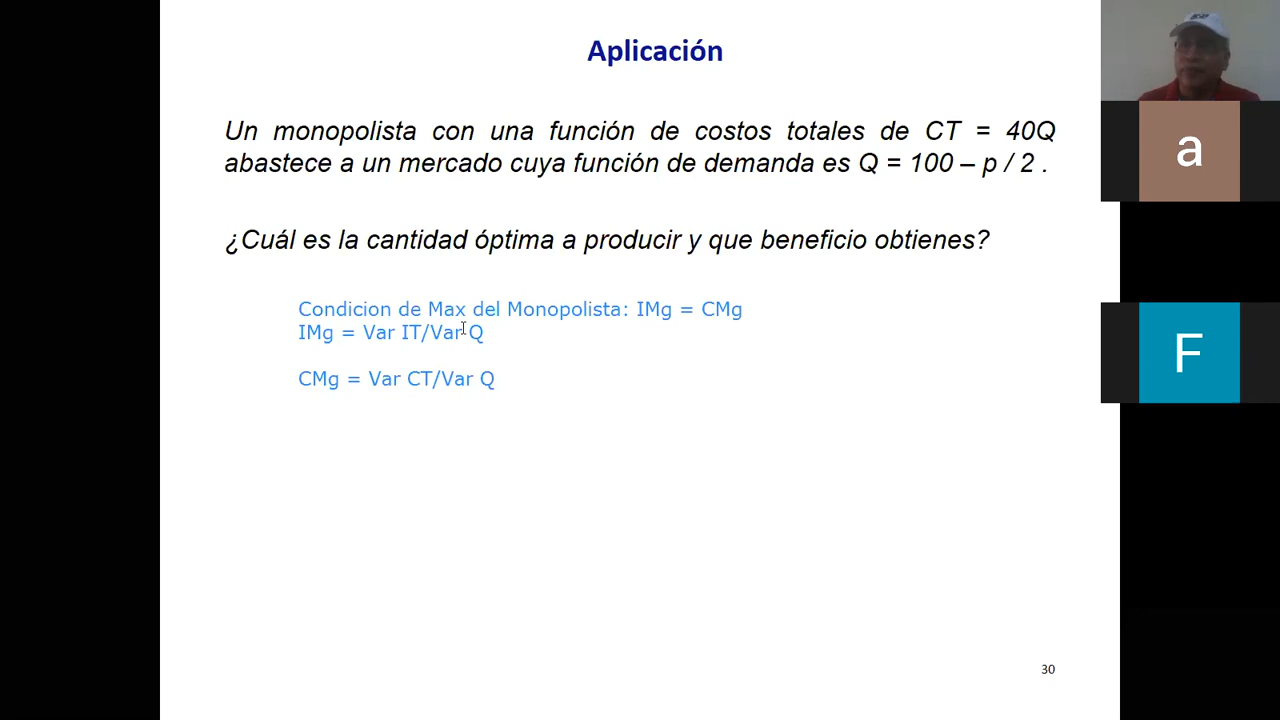 Aplicación
Un monopolista con una función de costos totales de CT = 40Q
abastece a un mercado cuya función de demanda es Q = 100 – p / 2 .
¿Cuál es la cantidad óptima a producir y que beneficio obtienes?
Condicion de Max del Monopolista: IMg = CMg
IMg = Var IT/Var Q
CMg = Var CT/Var Q
30
a
F